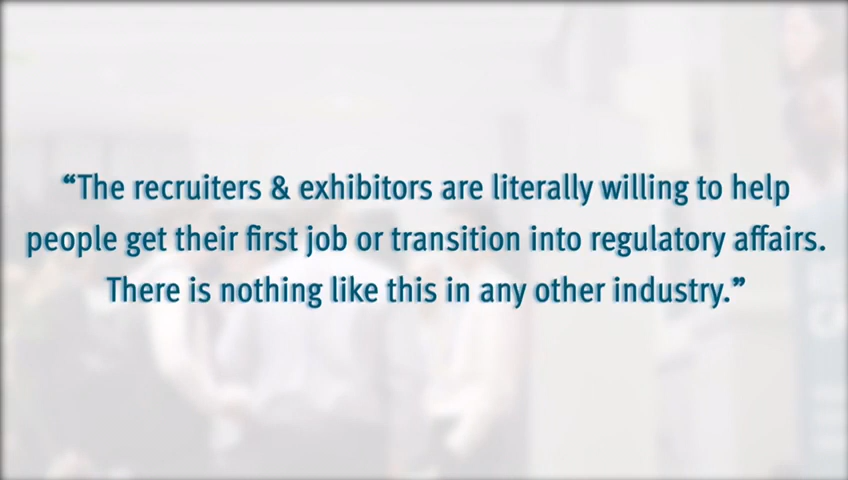 “The recruiters & exhibitors are literally willing to help
people get their first job or transition into regulatory affairs.
There is nothing like this in any other industry.”